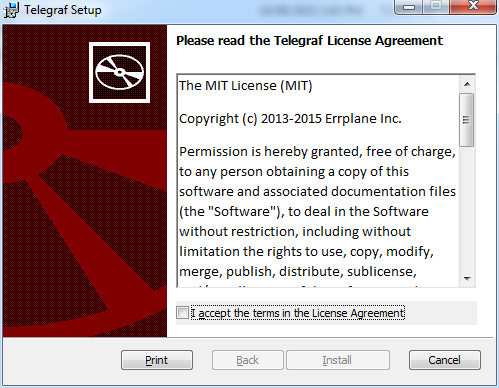 Telegraf Setup
Please read the Telegraf License Agreement
The MIT License (MIT)
Copyright (c) 2013-2015 Errplane Inc.
Permission is hereby granted, free of charge,
to any person obtaining a copy of this
software and associated documentation files
(the "Software"), to deal in the Software
without restriction, including without
limitation the rights to use, copy, modify,
merge, publish, distribute, sublicense,
I accept the terms in the License Agreement
Print Back Install Cancel